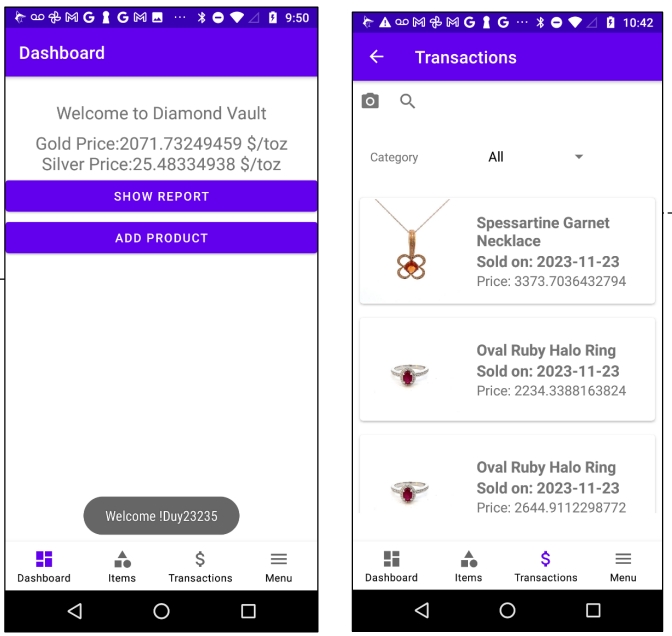 9:50
Dashboard
Welcome to Diamond Vault
Gold Price:2071.73249459 $/toz
Silver Price:25.48334938 $/toz
SHOW REPORT
ADD PRODUCT
Welcome !Duy23235
Dashboard
Items
Transactions
Menu
10:42
Transactions
Category
All
Spessartine Garnet
Necklace
Sold on: 2023-11-23
Price: 3373.7036432794
Oval Ruby Halo Ring
Sold on: 2023-11-23
Price: 2234.3388163824
Oval Ruby Halo Ring
Sold on: 2023-11-23
Price: 2644.9112298772
Dashboard
Items
Transactions
Menu